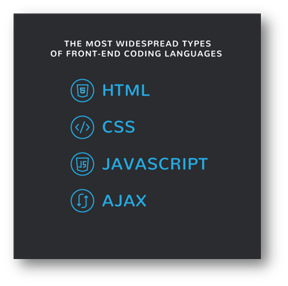 THE MOST WIDESPREAD TYPES
OF FRONT-END CODING LANGUAGES
HTML
CSS
JAVASCRIPT
AJAX